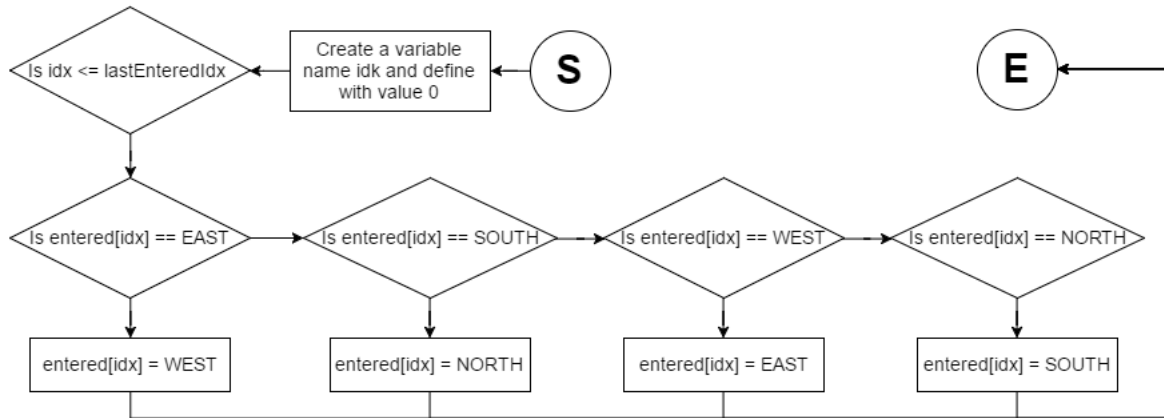 Is idx <= lastEnteredIdx
Create a variable
name idk and define
with value 0
S
E
Is entered[idx] == EAST
Is entered[idx] == SOUTH
Is entered[idx] == WEST
Is entered[idx] == NORTH
entered[idx] = WEST
entered[idx] = NORTH
entered[idx] = EAST
entered[idx] = SOUTH